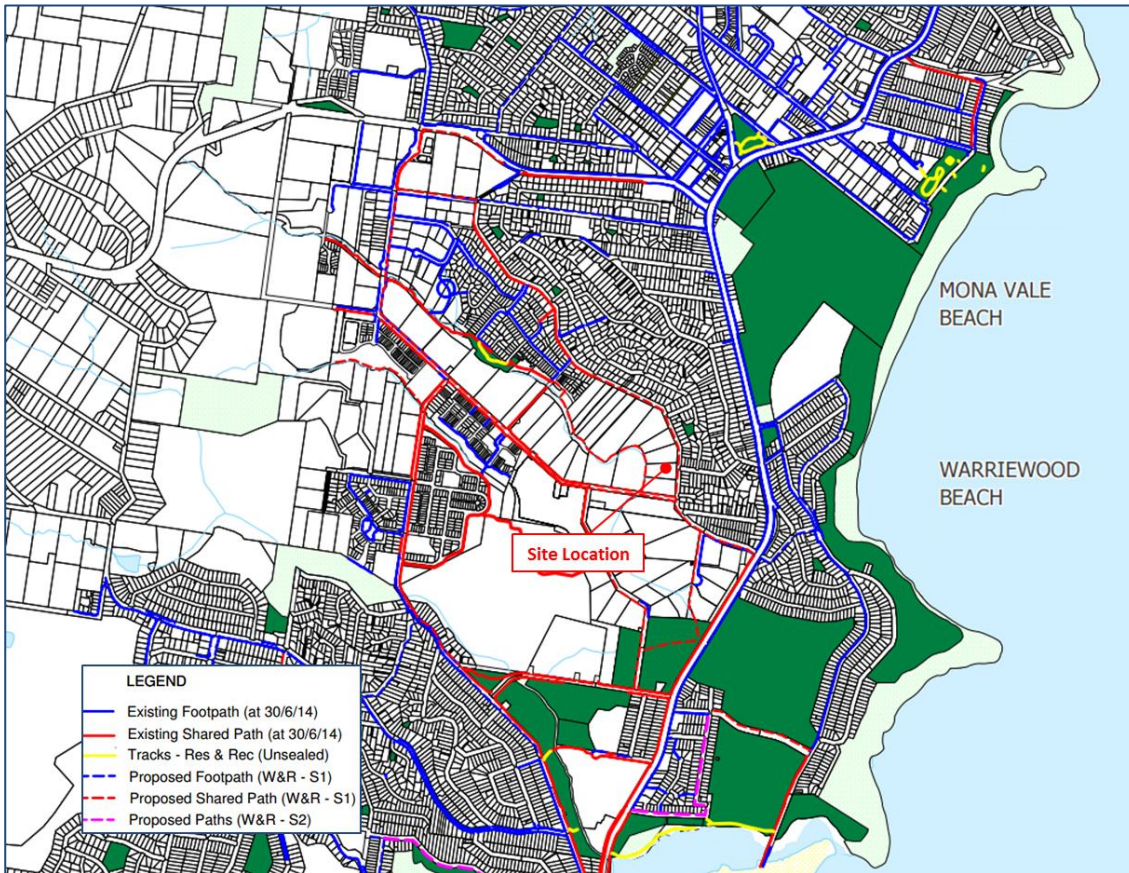 MONA VALE
BEACH
WARRIEWOOD
BEACH
Site Location
LEGEND
Existing Footpath (at 30/6/14)
Existing Shared Path (at 30/6/14)
Tracks - Res & Rec (Unsealed)
Proposed Footpath (W&R - S1)
Proposed Shared Path (W&R - S1)
Proposed Paths (W&R - S2)